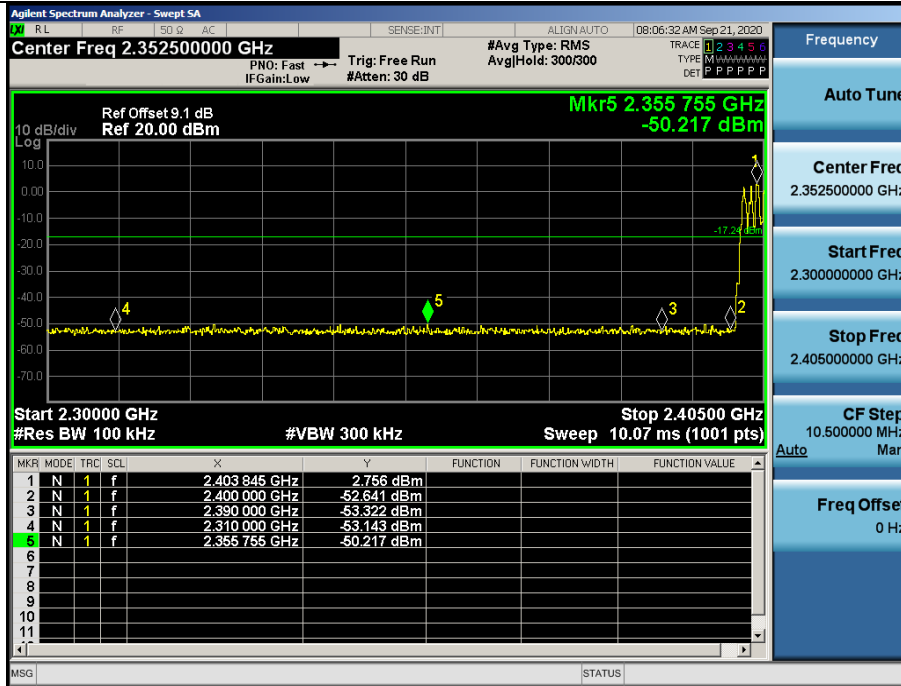 Agilent Spectrum Analyzer - Swept SA
LXI RL RF 50 Ω AC SENSE:INT ALIGN AUTO 08:06:32 AM Sep 21, 2020
Center Freq 2.352500000 GHz #Avg Type: RMS TRACE 1 2 3 4 5 6
PNO: Fast Trig: Free Run Avg|Hold: 300/300 TYPE M
IFGain:Low #Atten: 30 dB DET P P P P P P
Mkr5 2.355 755 GHz
-50.217 dBm
Ref Offset 9.1 dB
10 dB/div Ref 20.00 dBm
Log
10.0
0.00
-10.0
-20.0
-30.0
-40.0
-50.0
-60.0
-70.0
1
-17.24 dBm
4
5
3
2
Start 2.30000 GHz Stop 2.40500 GHz
#Res BW 100 kHz #VBW 300 kHz Sweep 10.07 ms (1001 pts)
MKR MODE TRC SCL X Y FUNCTION FUNCTION WIDTH FUNCTION VALUE
1 N 1 f 2.403 845 GHz 2.756 dBm
2 N 1 f 2.400 000 GHz -52.641 dBm
3 N 1 f 2.390 000 GHz -53.322 dBm
4 N 1 f 2.310 000 GHz -53.143 dBm
5 N 1 f 2.355 755 GHz -50.217 dBm
6
7
8
9
10
11
MSG STATUS
Frequency
Auto Tune
Center Freq
2.352500000 GHz
Start Freq
2.300000000 GHz
Stop Freq
2.405000000 GHz
CF Step
10.500000 MHz
Auto Man
Freq Offset
0 Hz